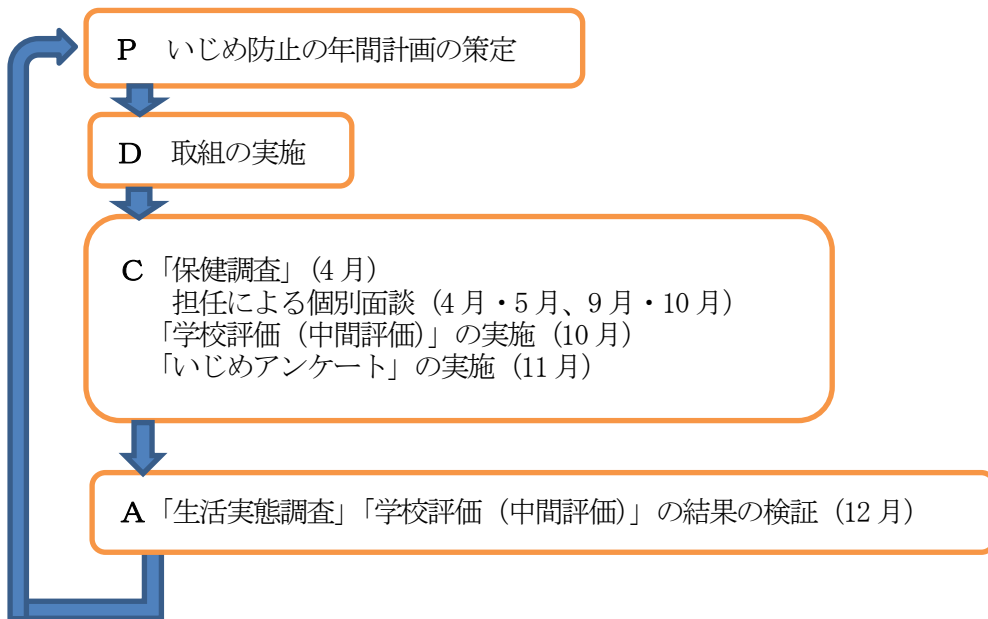 P　いじめ防止の年間計画の策定
D　取組の実施
C「保健調査」（4 月）
担任による個別面談（4 月・5 月、9 月・10 月）
「学校評価（中間評価）」の実施（10 月）
「いじめアンケート」の実施（11 月）
A「生活実態調査」「学校評価（中間評価）」の結果の検証（12 月）